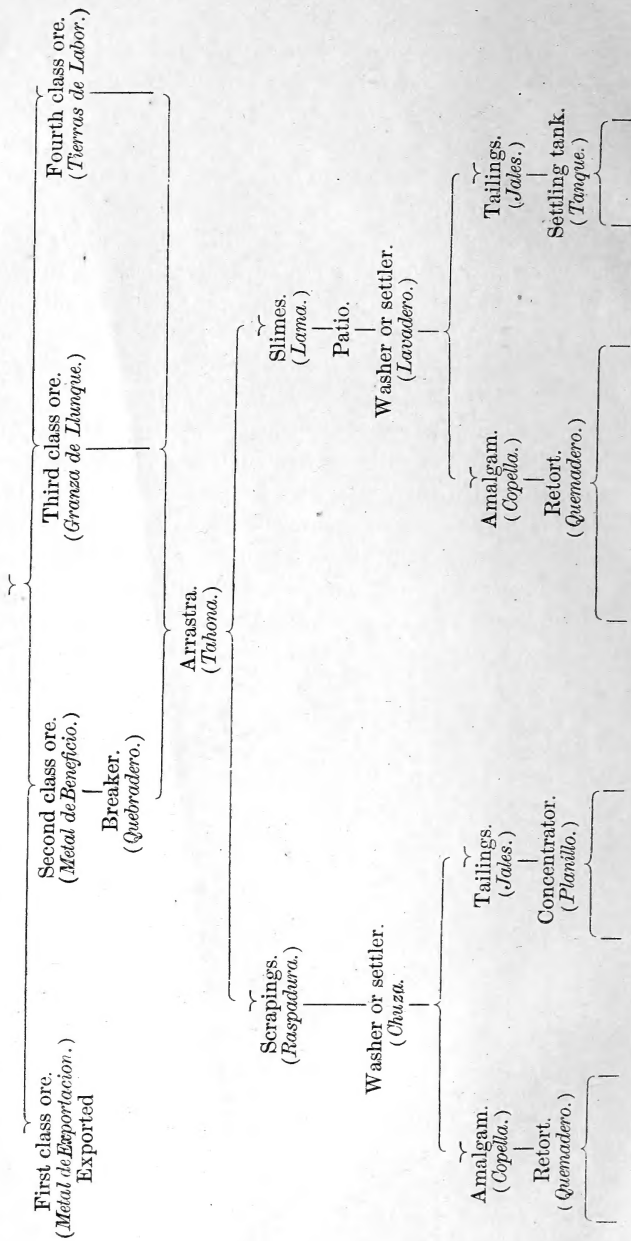 First class ore.
(Metal de Exportacion.)
Exported
Second class ore.
(Metal de Beneficio.)
Breaker.
(Quebradero.)
Third class ore.
(Granza de Llunque.)
Fourth class ore.
(Tierras de Labor.)
Arrastra.
(Tahona.)
Scrapings.
(Raspadura.)
Washer or settler.
(Chuza.
Slimes.
(Lama.)
Patio.
Washer or settler.
(Lavadero.)
Amalgam.
(Copella.)
Retort.
(Quemadero.)
Tailings.
(Jales.)
Concentrator.
(Planillo.)
Amalgam.
(Copella.)
Retort.
(Quemadero.)
Tailings.
(Jales.)
Settling tank.
(Tanque.)